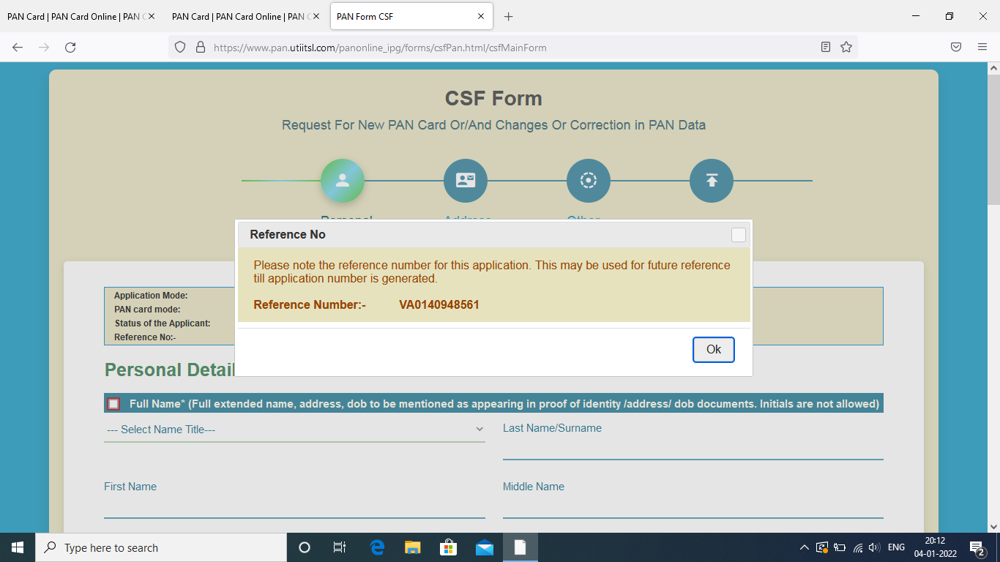 PAN Card | PAN Card Online | PAN C
PAN Card | PAN Card Online | PAN C
PAN Form CSF
https://www.pan.utiitsl.com/panonline_ipg/forms/csfPan.html/csfMainForm
CSF Form
Request For New PAN Card Or/And Changes Or Correction in PAN Data
Reference No
Please note the reference number for this application. This may be used for future reference
till application number is generated.
Reference Number:- VA0140948561
Ok
Application Mode:
PAN card mode:
Status of the Applicant:
Reference No:-
Personal Detail
Full Name* (Full extended name, address, dob to be mentioned as appearing in proof of identity /address/ dob documents. Initials are not allowed)
--- Select Name Title---
Last Name/Surname
First Name
Middle Name
Type here to search
ENG
20:12
04-01-2022
2